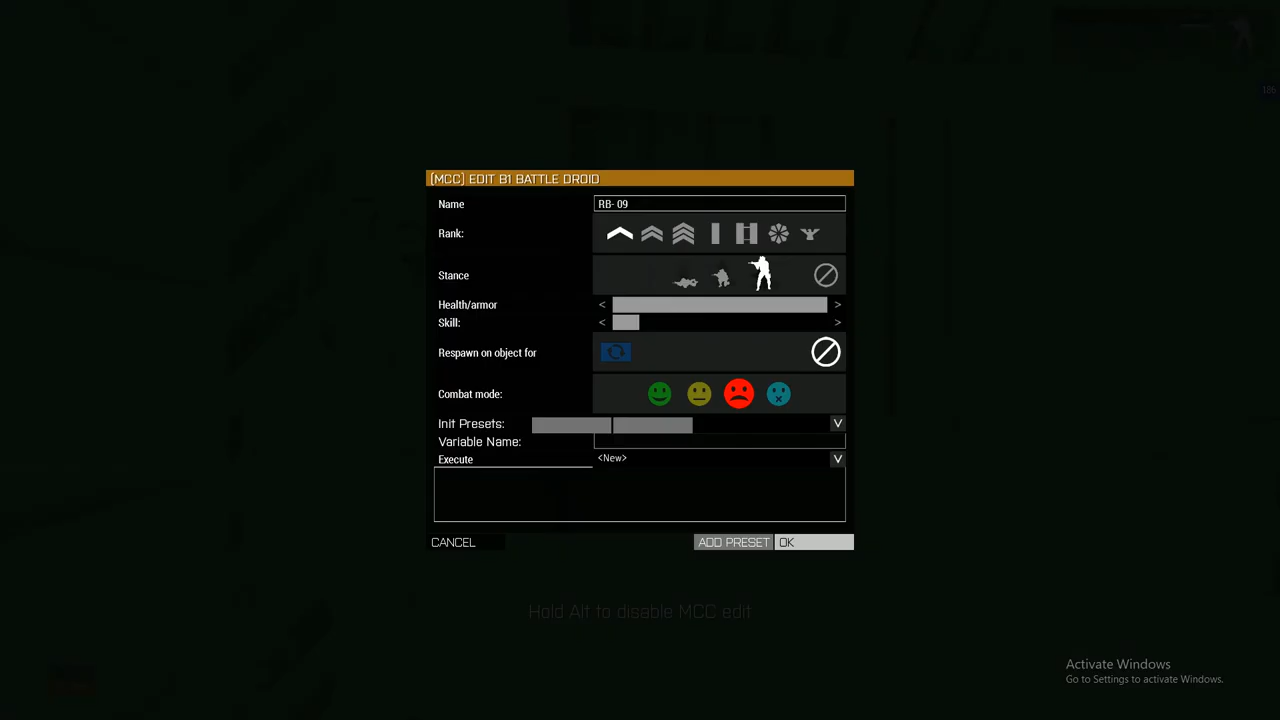 186
[MCC] EDIT B1 BATTLE DROID
Name RB- 09
Rank:
Stance
Health/armor < >
Skill: < >
Respawn on object for
Combat mode:
Init Presets: V
Variable Name:
Execute <New> V
CANCEL ADD PRESET OK
Hold Alt to disable MCC edit
Activate Windows
Go to Settings to activate Windows.